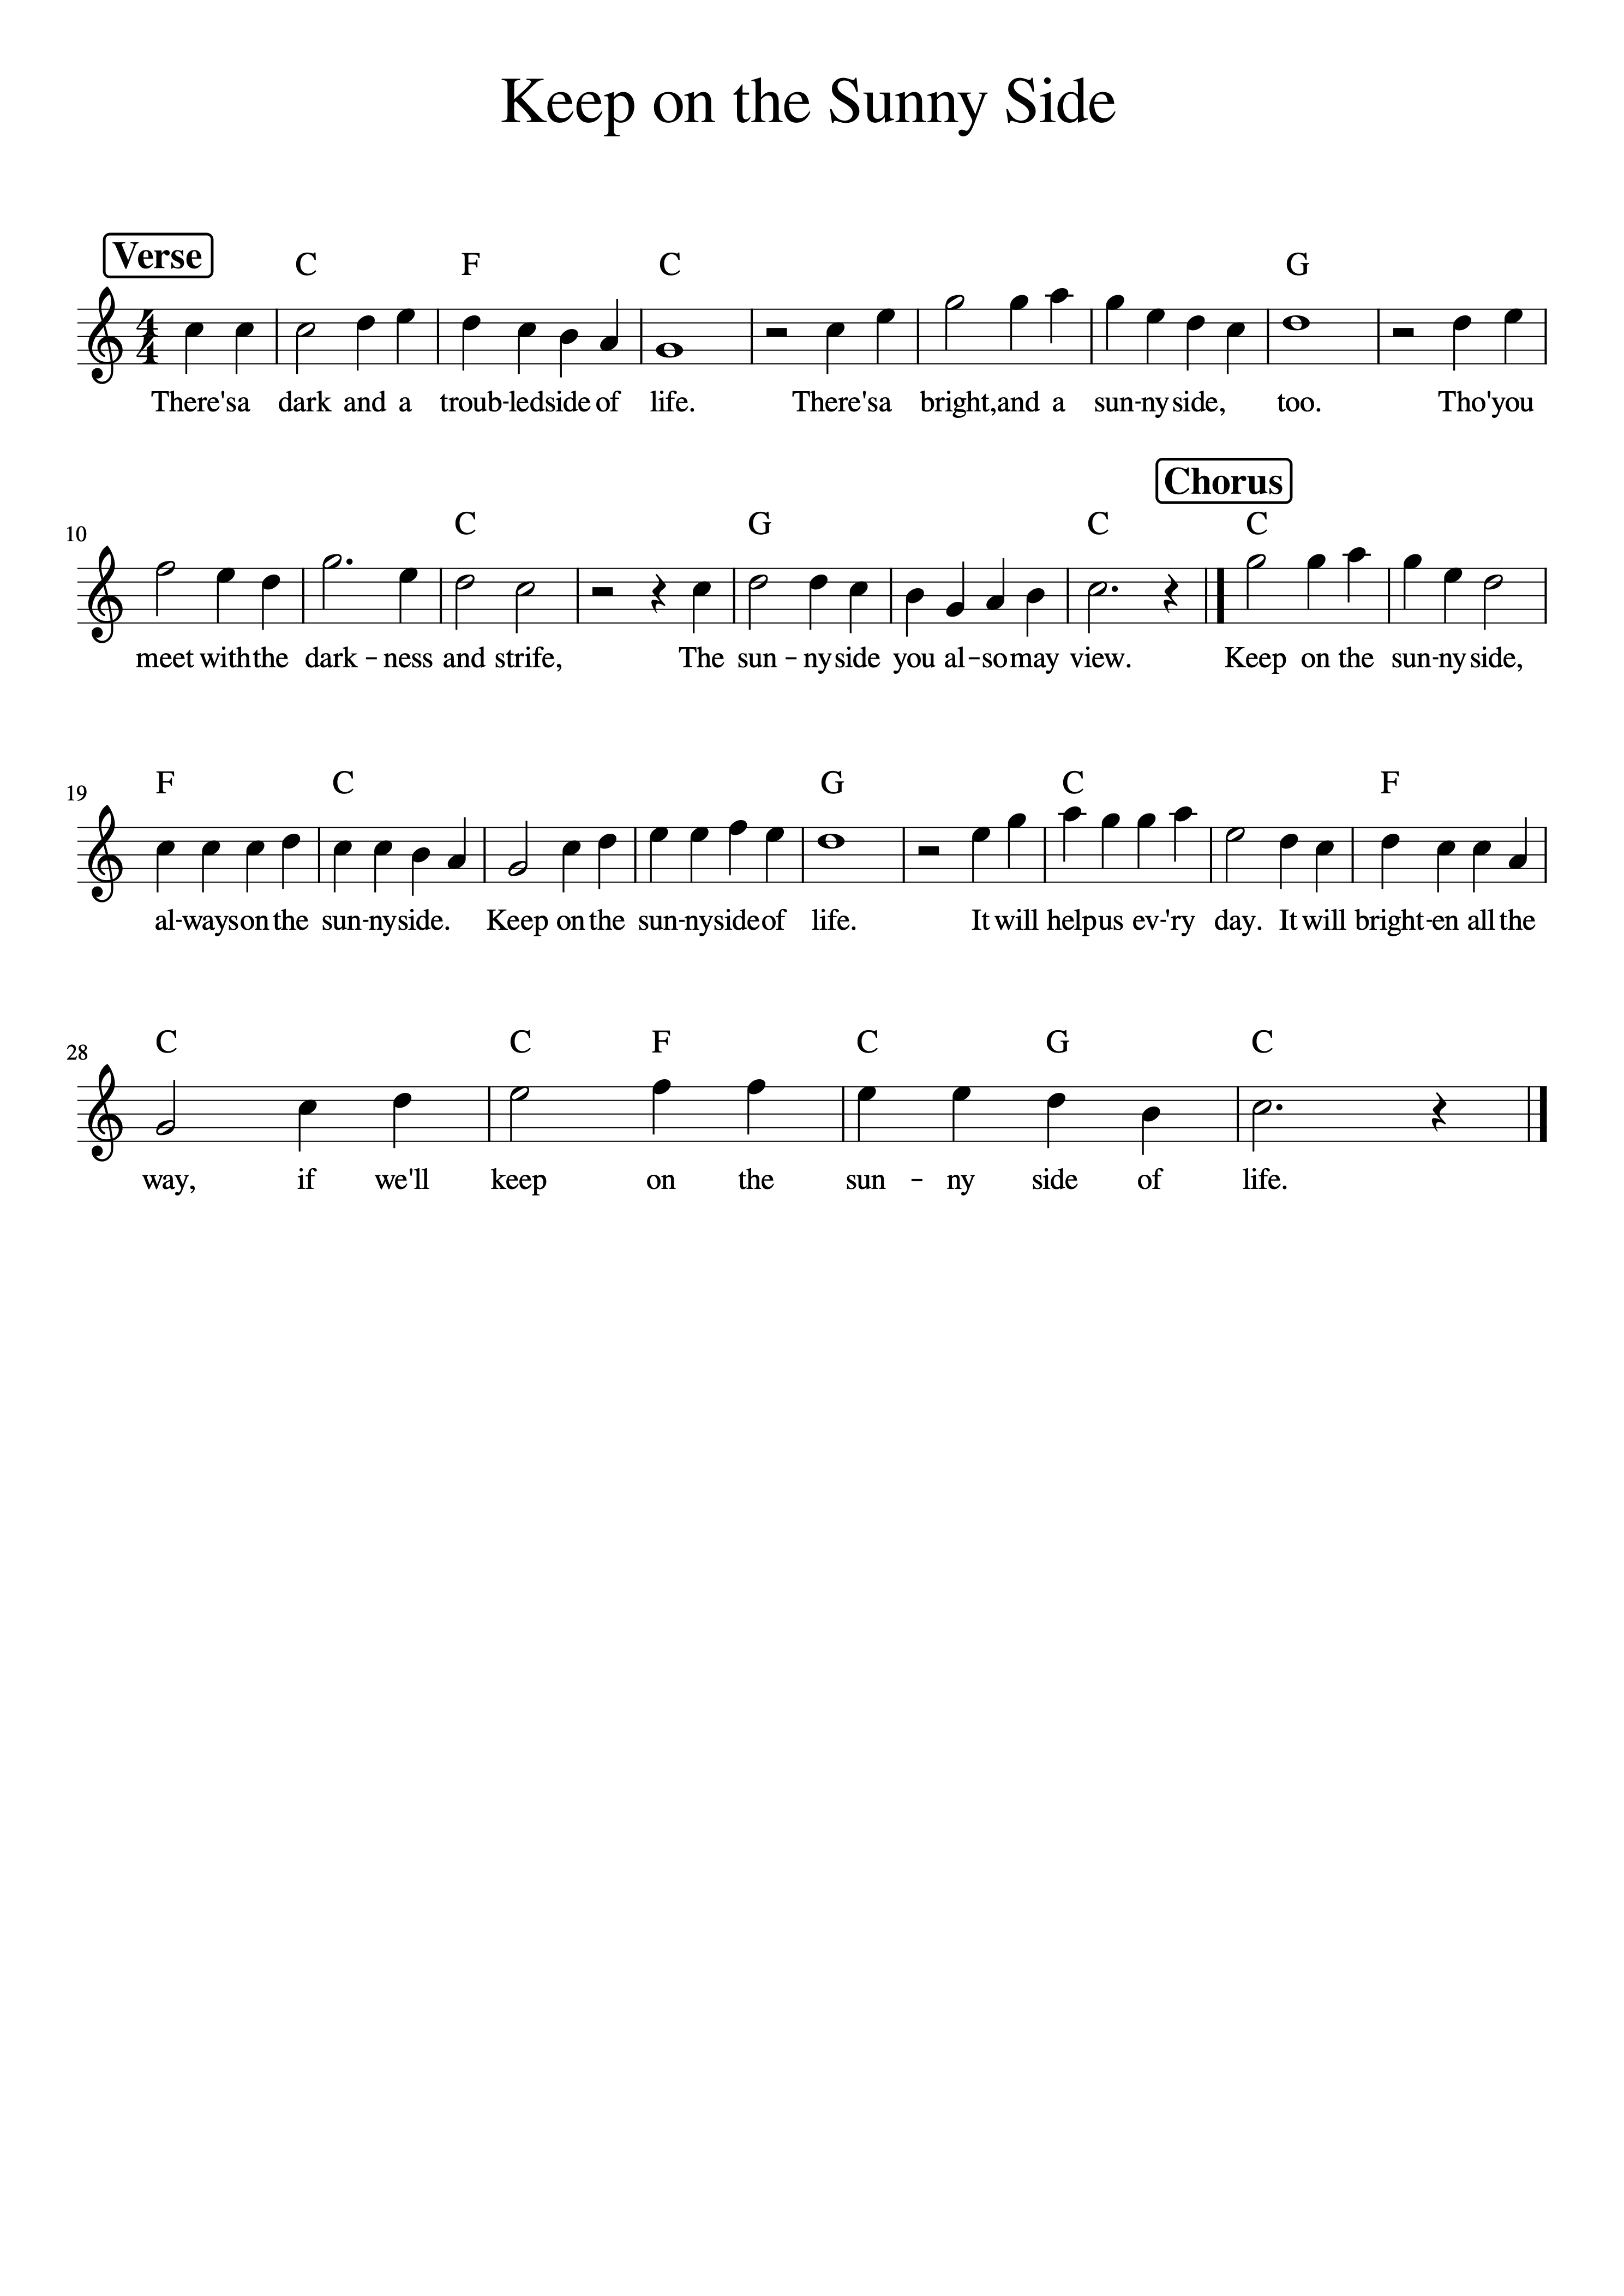 Keep on the Sunny Side
Verse
C F C G
4
4
There's a dark and a troub-led side of life. There's a bright, and a sun-ny side, too. Tho' you
Chorus
10 C G C C
meet with the dark-ness and strife, The sun-ny side you al-so may view. Keep on the sun-ny side,
19 F C G C F
al-ways on the sun-ny side. Keep on the sun-ny side of life. It will help us ev-'ry day. It will bright-en all the
28 C C F C G C
way, if we'll keep on the sun-ny side of life.